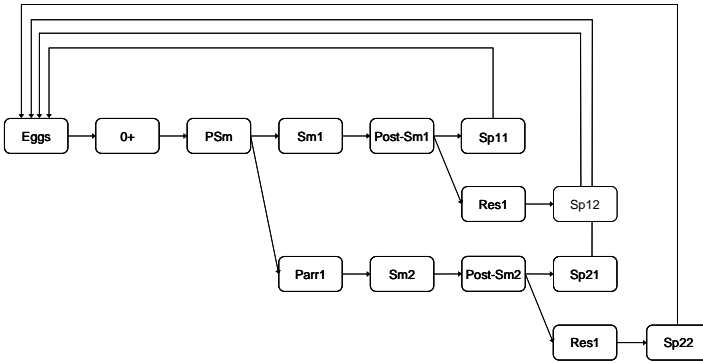 Eggs
0+
PSm
Sm1
Post-Sm1
Sp11
Res1
Sp12
Parr1
Sm2
Post-Sm2
Sp21
Res1
Sp22